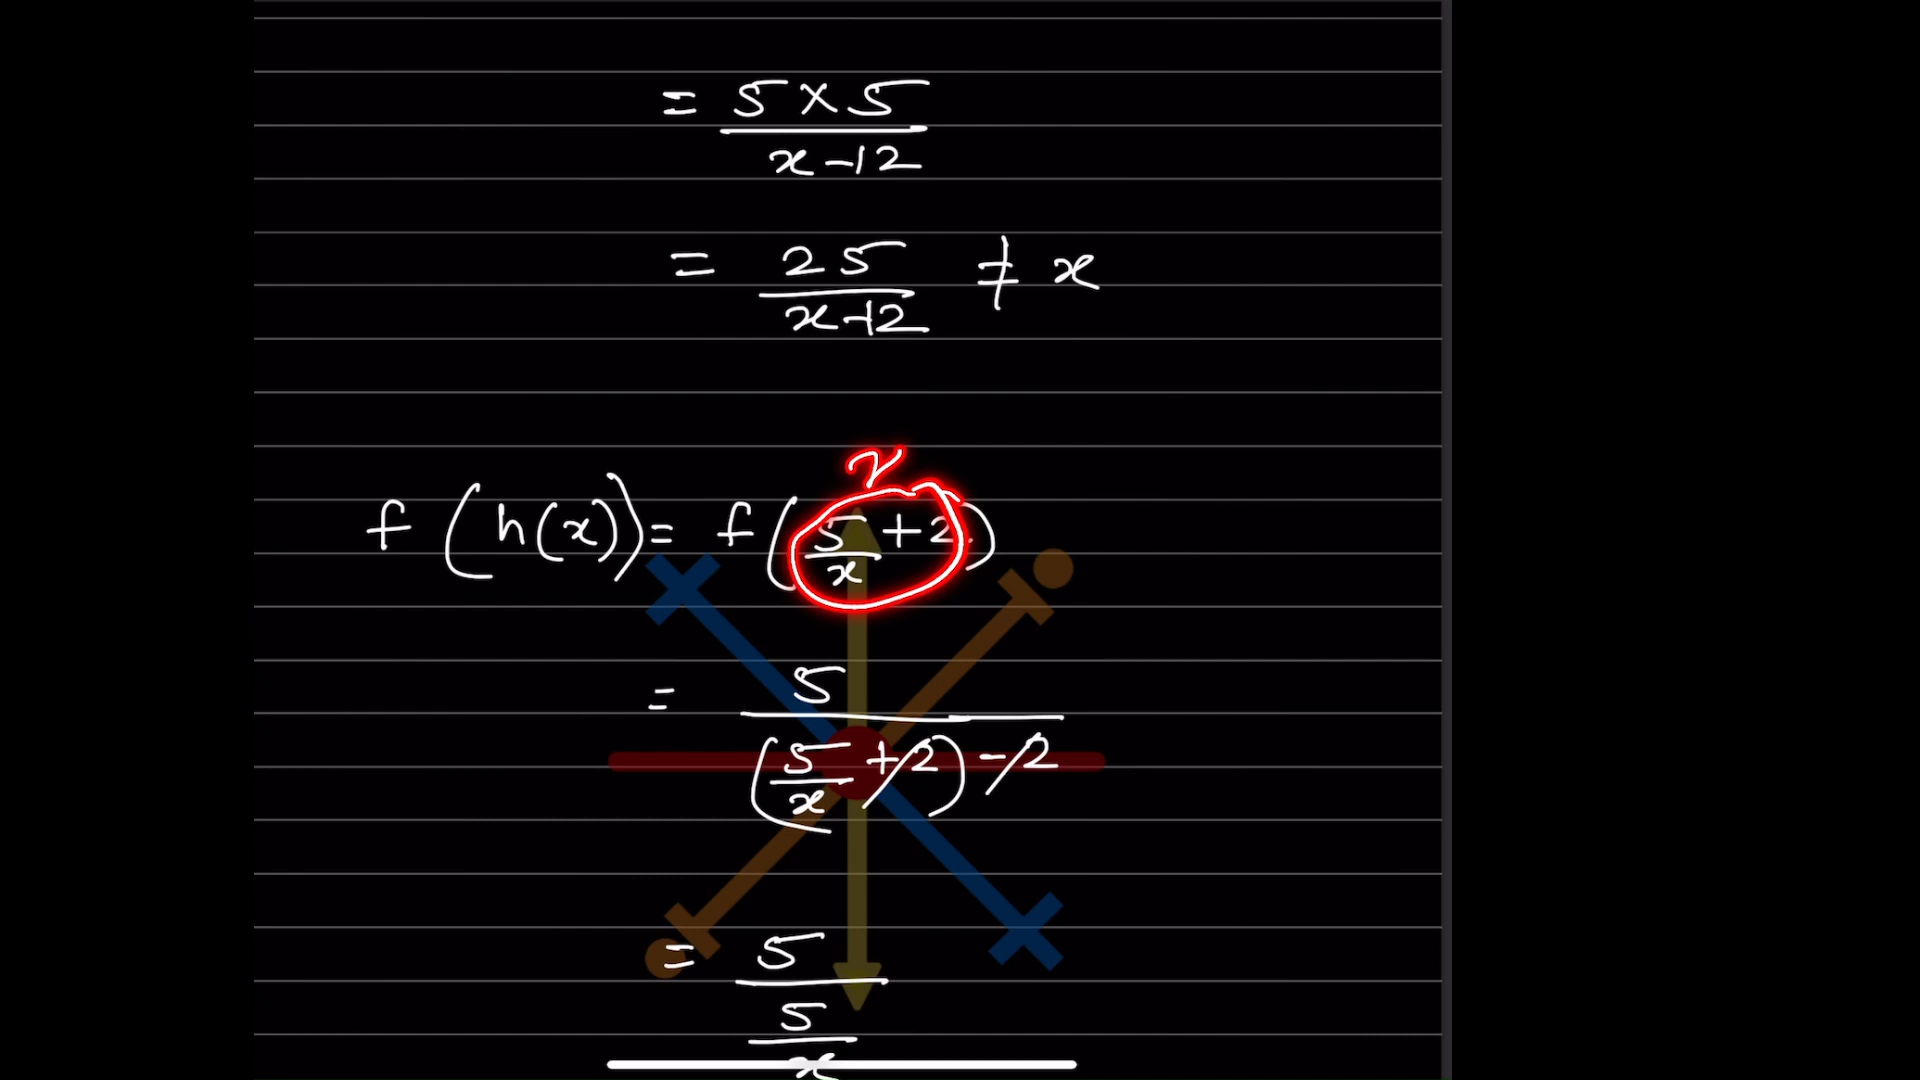 = 5 × 5
x - 12
= 25 ≠ x
x - 12
x
f (h(x)) = f(5/x + 2)
= 5
(5/x + 2) - 2
= 5
5
x